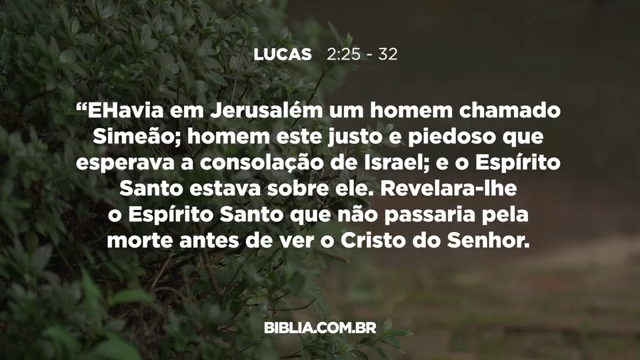 LUCAS 2:25 - 32
“EHavia em Jerusalém um homem chamado
Simeão; homem este justo e piedoso que
esperava a consolação de Israel; e o Espírito
Santo estava sobre ele. Revelara-lhe
o Espírito Santo que não passaria pela
morte antes de ver o Cristo do Senhor.
BIBLIA.COM.BR